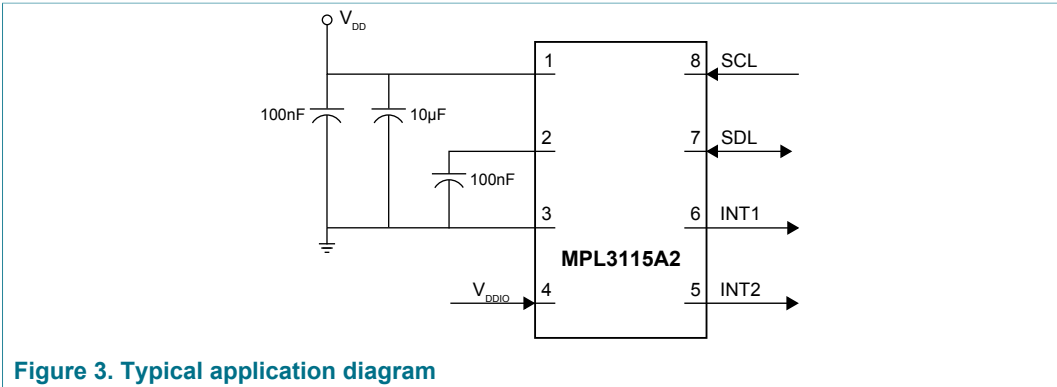 VDD
1
8 SCL
100nF
10µF
2
7 SDL
100nF
3
6 INT1
MPL3115A2
VDDIO
4
5 INT2
Figure 3. Typical application diagram